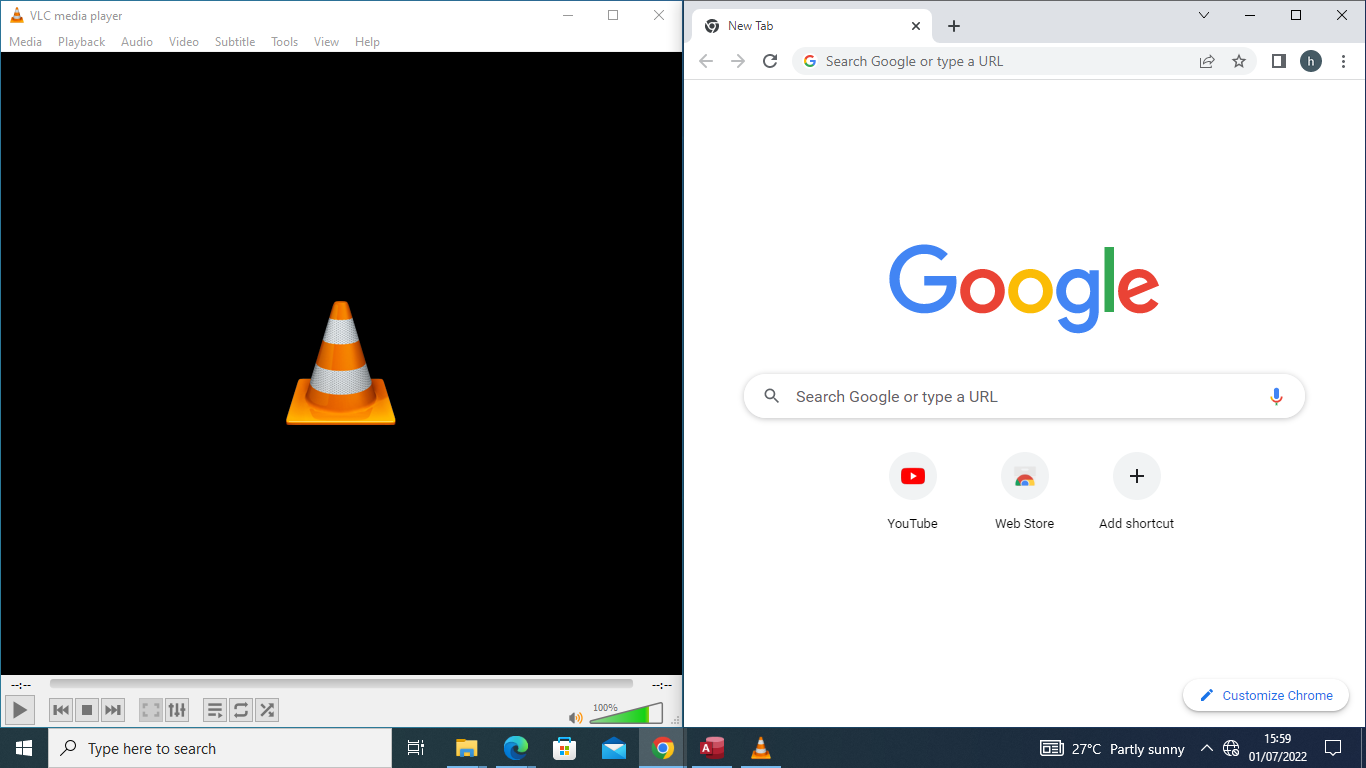 VLC media player
Media Playback Audio Video Subtitle Tools View Help
--:-- --:--
100%
New Tab
Search Google or type a URL
h
Google
Search Google or type a URL
YouTube Web Store Add shortcut
Customize Chrome
Type here to search
A
27°C Partly sunny
15:59
01/07/2022